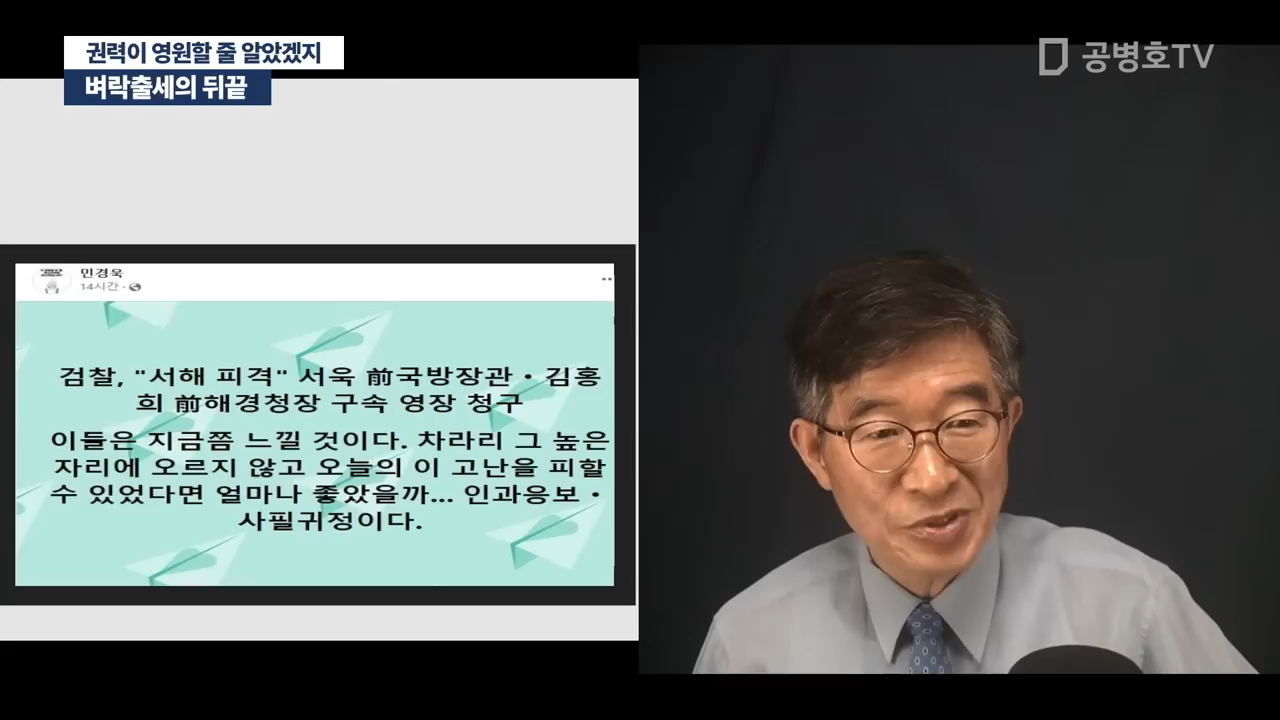 권력이 영원할 줄 알았겠지
벼락출세의 뒤끝
공병호TV
민경욱
14시간 ·
검찰, "서해 피격" 서욱 前국방장관 · 김홍
희 前해경청장 구속 영장 청구
이들은 지금쯤 느낄 것이다. 차라리 그 높은
자리에 오르지 않고 오늘의 이 고난을 피할
수 있었다면 얼마나 좋았을까... 인과응보 ·
사필귀정이다.